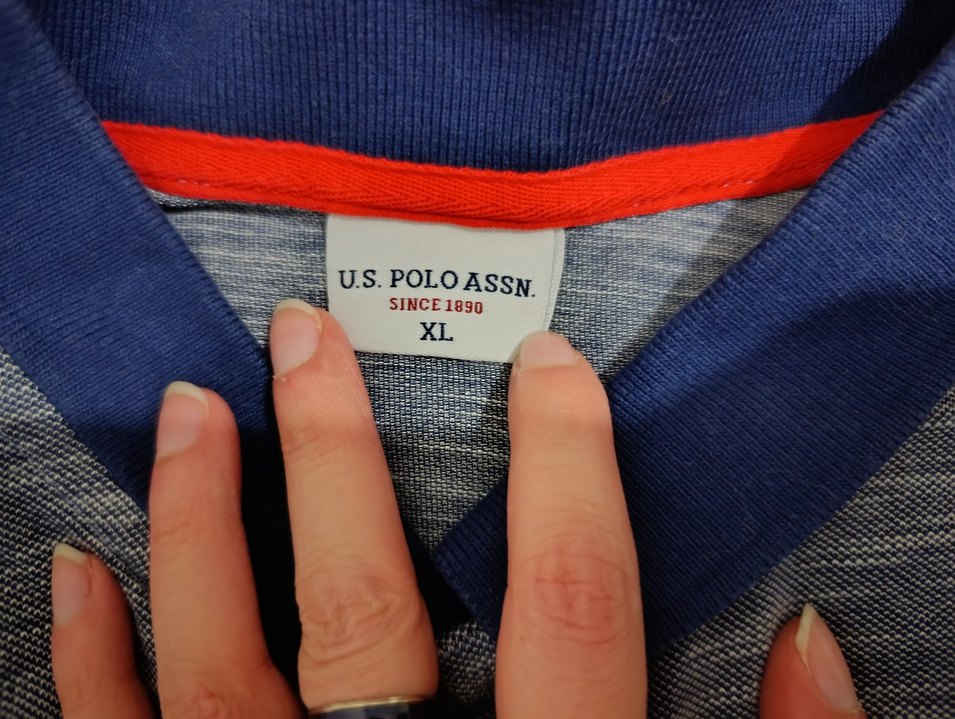 U.S. POLO ASSN.
SINCE 1890
XL